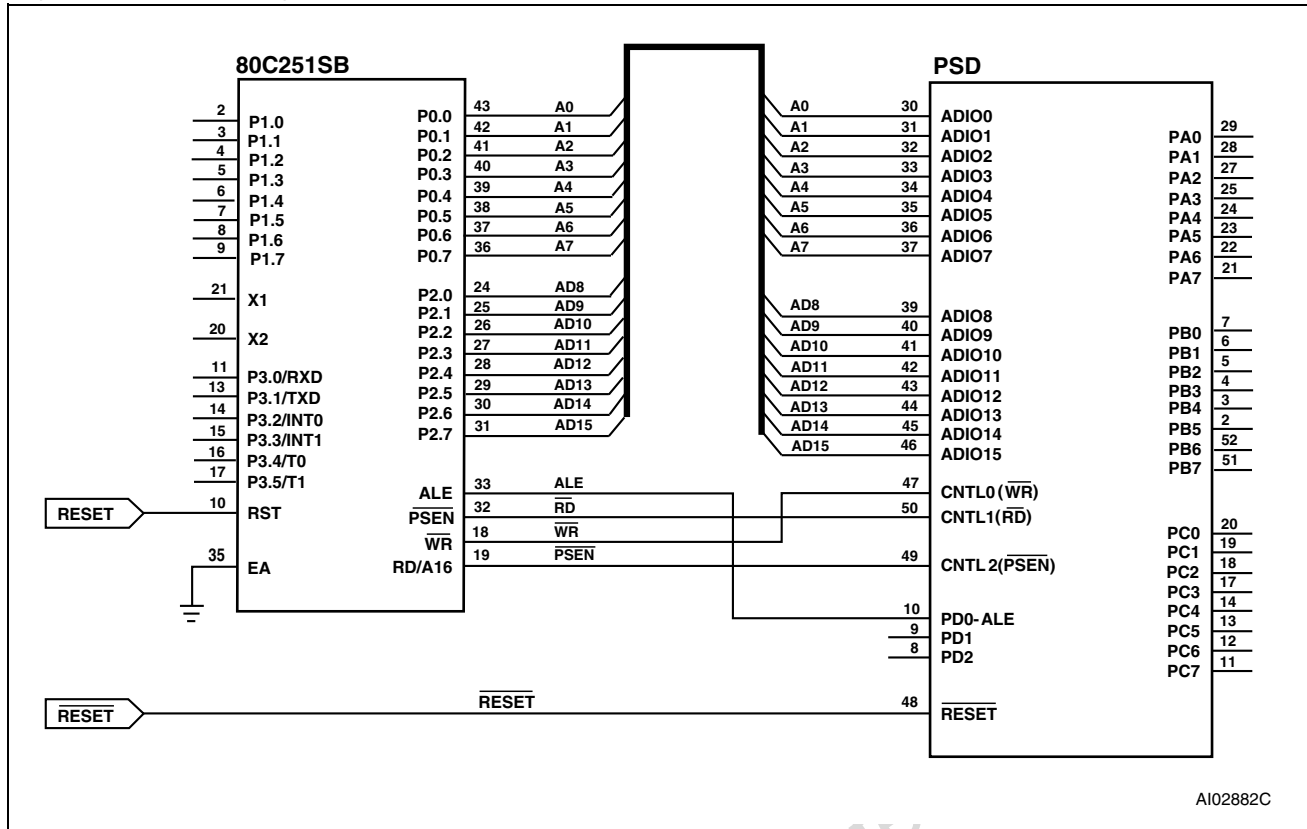 80C251SB
2 P1.0
3 P1.1
4 P1.2
5 P1.3
6 P1.4
7 P1.5
8 P1.6
9 P1.7
21 X1
20 X2
11 P3.0/RXD
13 P3.1/TXD
14 P3.2/INT0
15 P3.3/INT1
16 P3.4/T0
17 P3.5/T1
RESET 10 RST
35 EA
P0.0 43 A0
P0.1 42 A1
P0.2 41 A2
P0.3 40 A3
P0.4 39 A4
P0.5 38 A5
P0.6 37 A6
P0.7 36 A7
P2.0 24 AD8
P2.1 25 AD9
P2.2 26 AD10
P2.3 27 AD11
P2.4 28 AD12
P2.5 29 AD13
P2.6 30 AD14
P2.7 31 AD15
ALE 33 ALE
PSEN 32 RD
WR 18 WR
RD/A16 19 PSEN
PSD
A0 30 ADIO0
A1 31 ADIO1
A2 32 ADIO2
A3 33 ADIO3
A4 34 ADIO4
A5 35 ADIO5
A6 36 ADIO6
A7 37 ADIO7
AD8 39 ADIO8
AD9 40 ADIO9
AD10 41 ADIO10
AD11 42 ADIO11
AD12 43 ADIO12
AD13 44 ADIO13
AD14 45 ADIO14
AD15 46 ADIO15
47 CNTL0(WR)
50 CNTL1(RD)
49 CNTL 2(PSEN)
10 PD0-ALE
9 PD1
8 PD2
RESET RESET 48 RESET
PA0 29
PA1 28
PA2 27
PA3 25
PA4 24
PA5 23
PA6 22
PA7 21
PB0 7
PB1 6
PB2 5
PB3 4
PB4 3
PB5 2
PB6 52
PB7 51
PC0 20
PC1 19
PC2 18
PC3 17
PC4 14
PC5 13
PC6 12
PC7 11
AI02882C